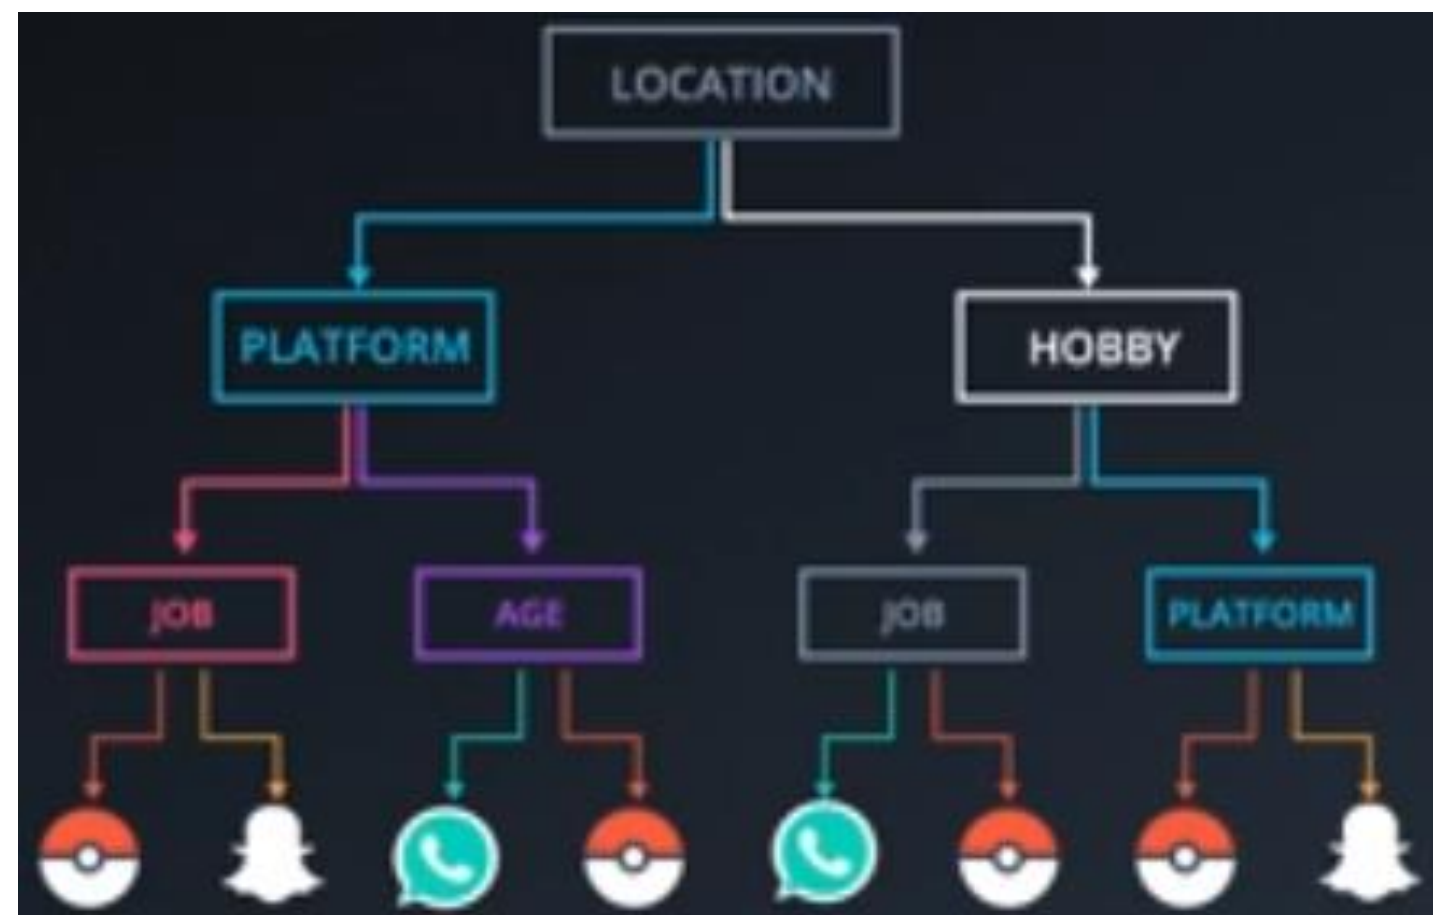 LOCATION
PLATFORM
HOBBY
JOB
AGE
JOB
PLATFORM